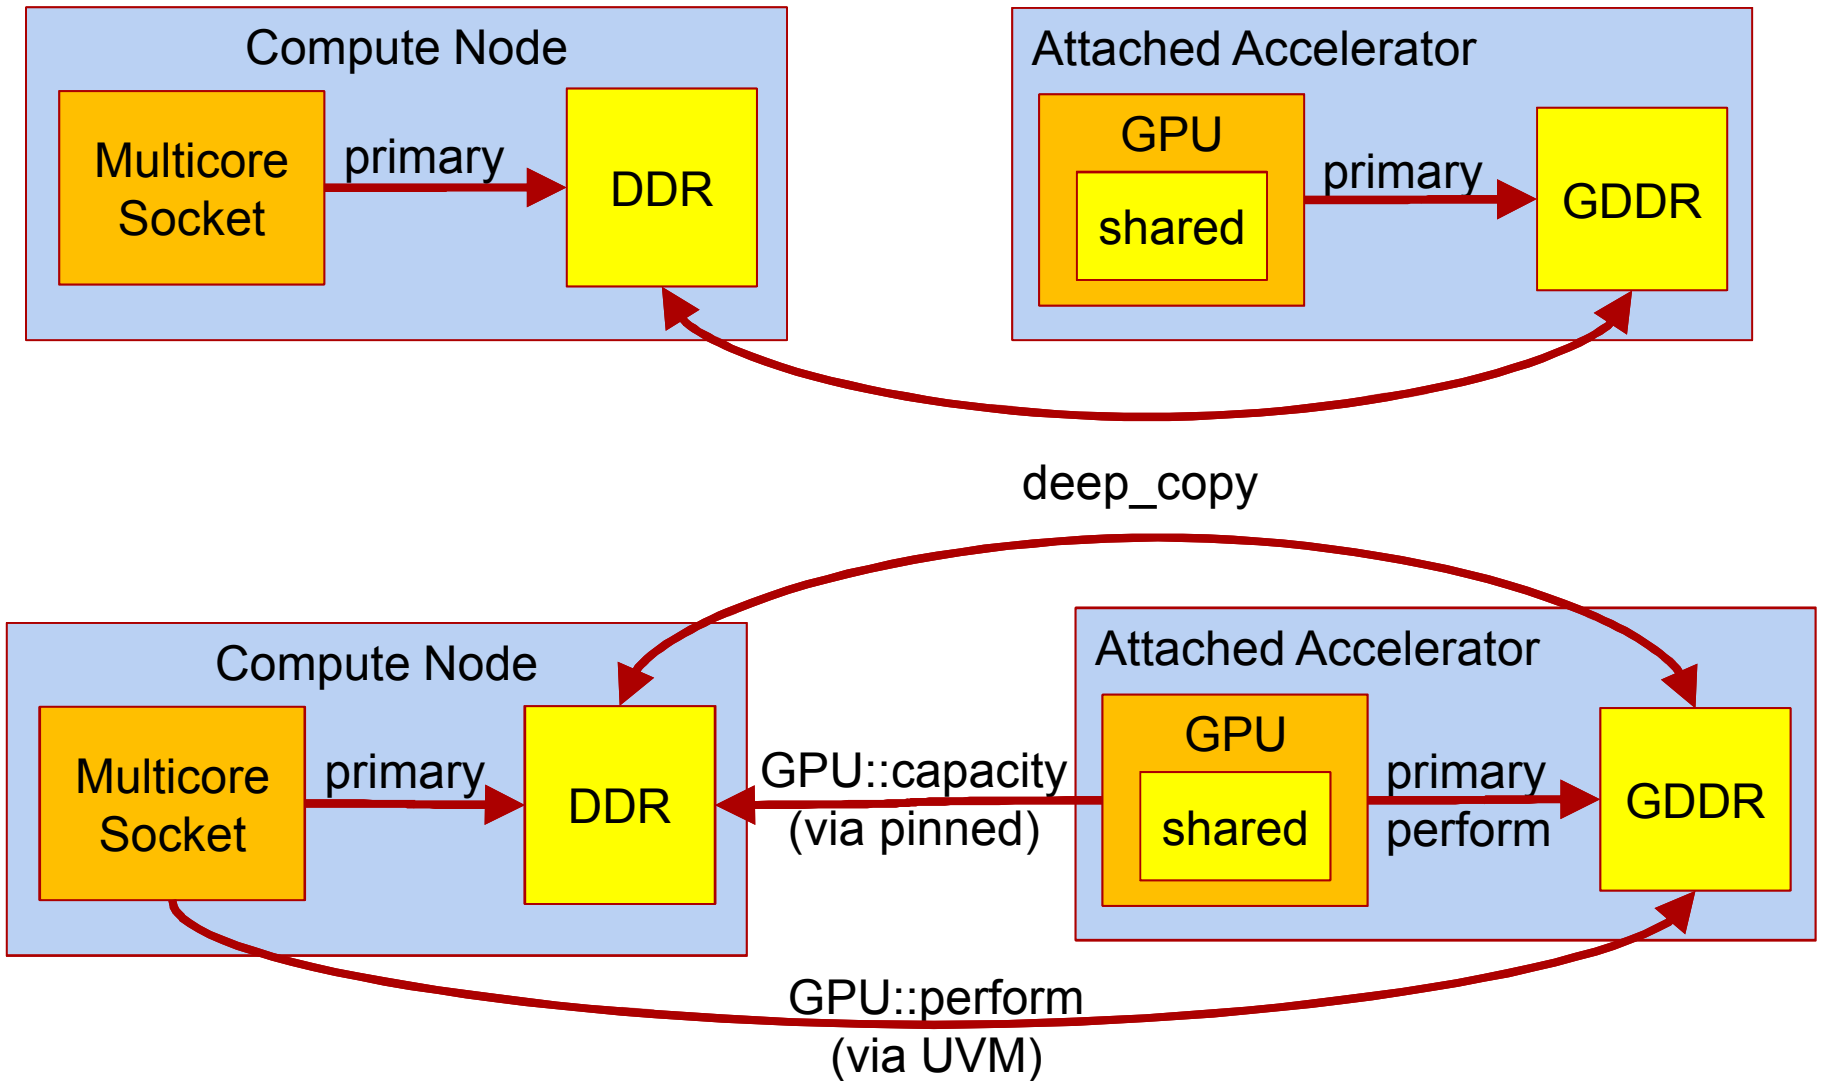 Compute Node
Multicore
Socket
primary
DDR
Attached Accelerator
GPU
shared
primary
GDDR
deep_copy
Compute Node
Multicore
Socket
primary
DDR
GPU::capacity
(via pinned)
Attached Accelerator
GPU
shared
primary
perform
GDDR
GPU::perform
(via UVM)